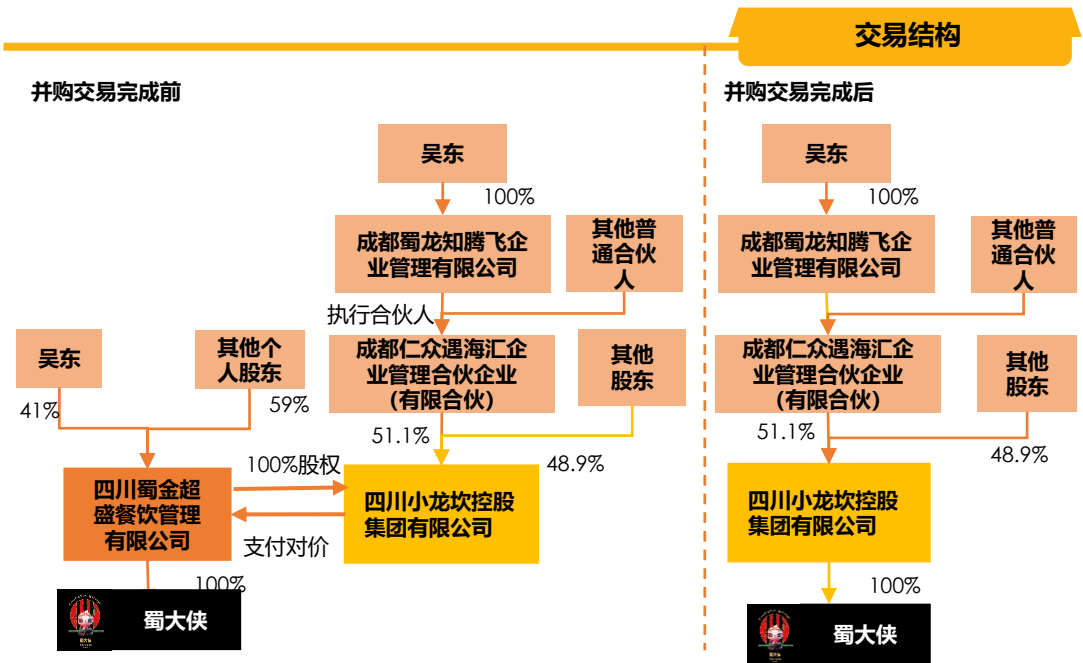 交易结构
并购交易完成前
吴东
100%
成都蜀龙知腾飞企
业管理有限公司
其他普
通合伙
人
执行合伙人
吴东
其他个
人股东
成都仁众遇海汇企
业管理合伙企业
（有限合伙）
其他
股东
41%
59%
51.1%
48.9%
100%股权
四川蜀金超
盛餐饮管理
有限公司
四川小龙坎控股
集团有限公司
支付对价
100%
蜀大侠
蜀大侠
并购交易完成后
吴东
100%
成都蜀龙知腾飞企
业管理有限公司
其他普
通合伙
人
成都仁众遇海汇企
业管理合伙企业
（有限合伙）
其他
股东
51.1%
48.9%
四川小龙坎控股
集团有限公司
100%
蜀大侠
蜀大侠